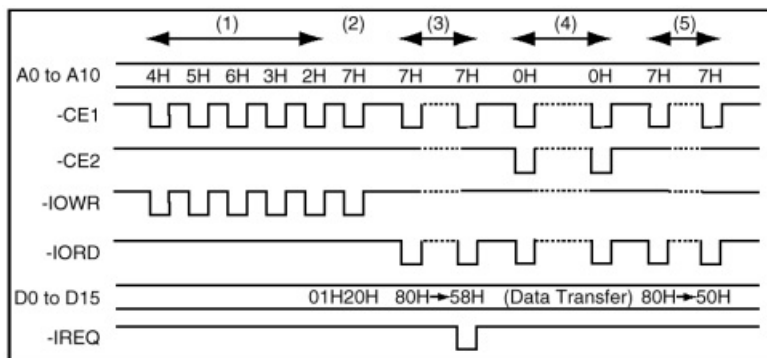 (1) (2) (3) (4) (5)
A0 to A10 4H 5H 6H 3H 2H 7H 7H 7H 0H 0H 7H 7H
-CE1
-CE2
-IOWR
-IORD
D0 to D15 01H20H 80H→58H (Data Transfer) 80H→50H
-IREQ